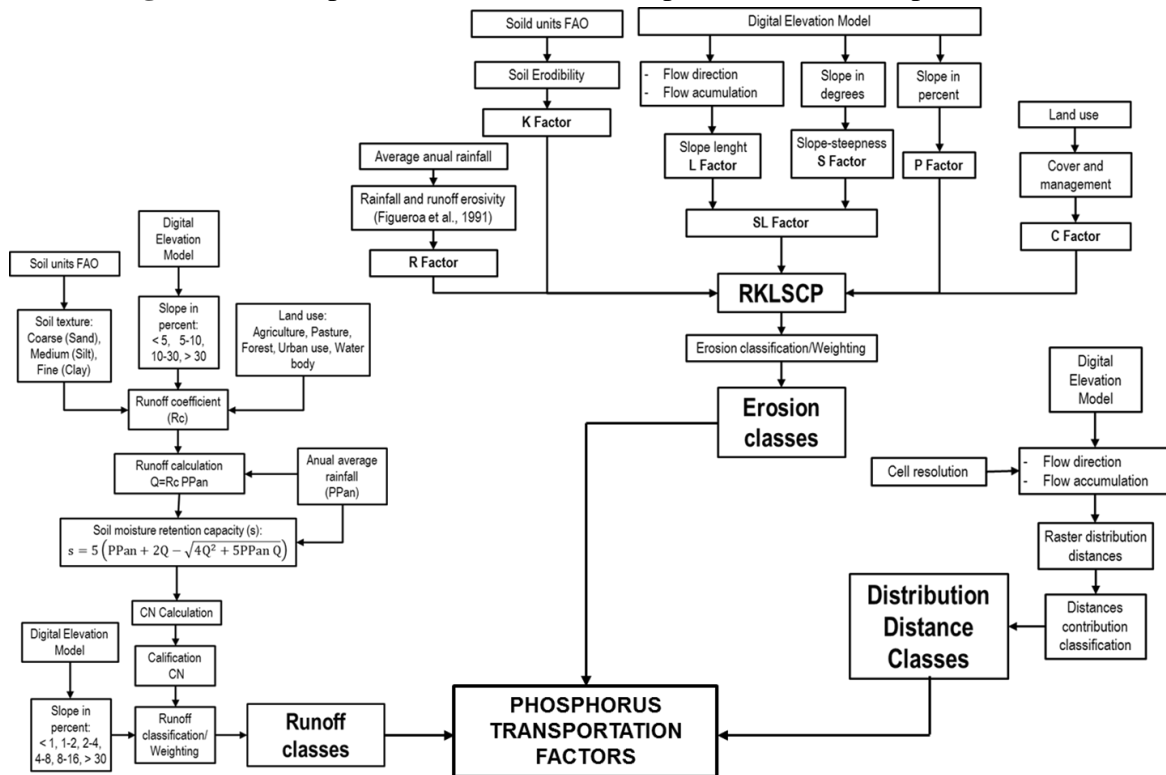 Soild units FAO
Digital Elevation Model
Soil Erodibility
K Factor
- Flow direction
- Flow acumulation
Slope in
degrees
Slope in
percent
Land use
Average anual rainfall
Slope lenght
L Factor
Slope-steepness
S Factor
P Factor
Cover and
management
Rainfall and runoff erosivity
(Figueroa et al., 1991)
SL Factor
C Factor
R Factor
RKLSCP
Erosion classification/Weighting
Erosion
classes
Soil units FAO
Digital
Elevation
Model
Soil texture:
Coarse (Sand),
Medium (Silt),
Fine (Clay)
Slope in
percent:
< 5, 5-10,
10-30, > 30
Land use:
Agriculture, Pasture,
Forest, Urban use, Water
body
Runoff coefficient
(Rc)
Runoff calculation
Q=Rc PPan
Anual average
rainfall
(PPan)
Soil moisture retention capacity (s):
s = 5 (PPan + 2Q − √4Q² + 5PPan Q)
CN Calculation
Calification
CN
Digital Elevation
Model
Slope in
percent:
< 1, 1-2, 2-4,
4-8, 8-16, > 30
Runoff
classification/
Weighting
Runoff
classes
Digital
Elevation
Model
Cell resolution
- Flow direction
- Flow accumulation
Raster distribution
distances
Distances
contribution
classification
Distribution
Distance
Classes
PHOSPHORUS
TRANSPORTATION
FACTORS